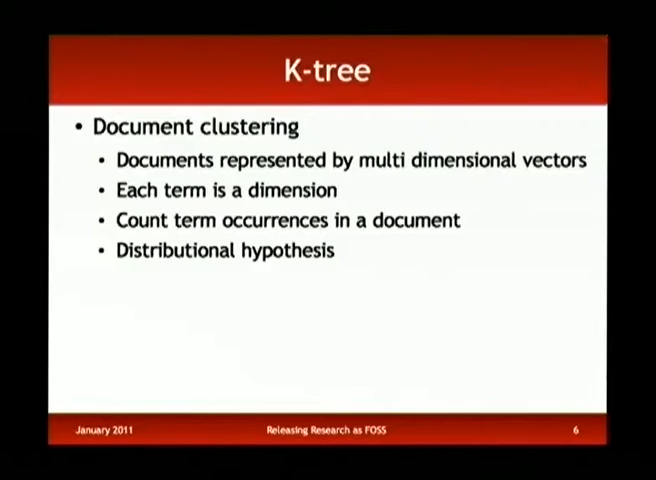 K-tree
• Document clustering
• Documents represented by multi dimensional vectors
• Each term is a dimension
• Count term occurrences in a document
• Distributional hypothesis
January 2011 Releasing Research as FOSS 6